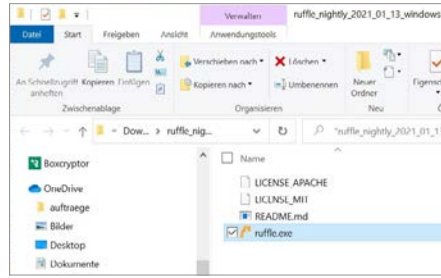 Verwalten ruffle_nightly_2021_01_13_windows
Datei Start Freigeben Ansicht Anwendungstools
An Schnellzugriff anheften
Kopieren
Einfügen
Verschieben nach
Kopieren nach
Löschen
Umbenennen
Neuer Ordner
Zwischenablage Organisieren Neu
Dow... ruffle_nig... "ruffle_nightly_2021_01_1
Boxcryptor
OneDrive
auftraege
Bilder
Desktop
Dokumente
Name
LICENSE_APACHE
LICENSE_MIT
README.md
ruffle.exe